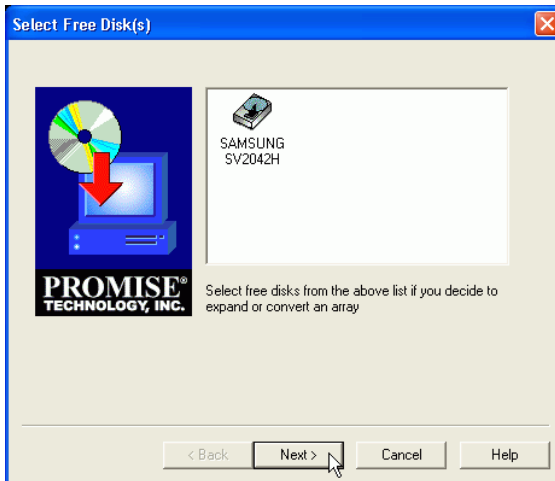 Select Free Disk(s)
SAMSUNG
SV2042H
PROMISE®
TECHNOLOGY, INC.
Select free disks from the above list if you decide to
expand or convert an array
< Back
Next >
Cancel
Help